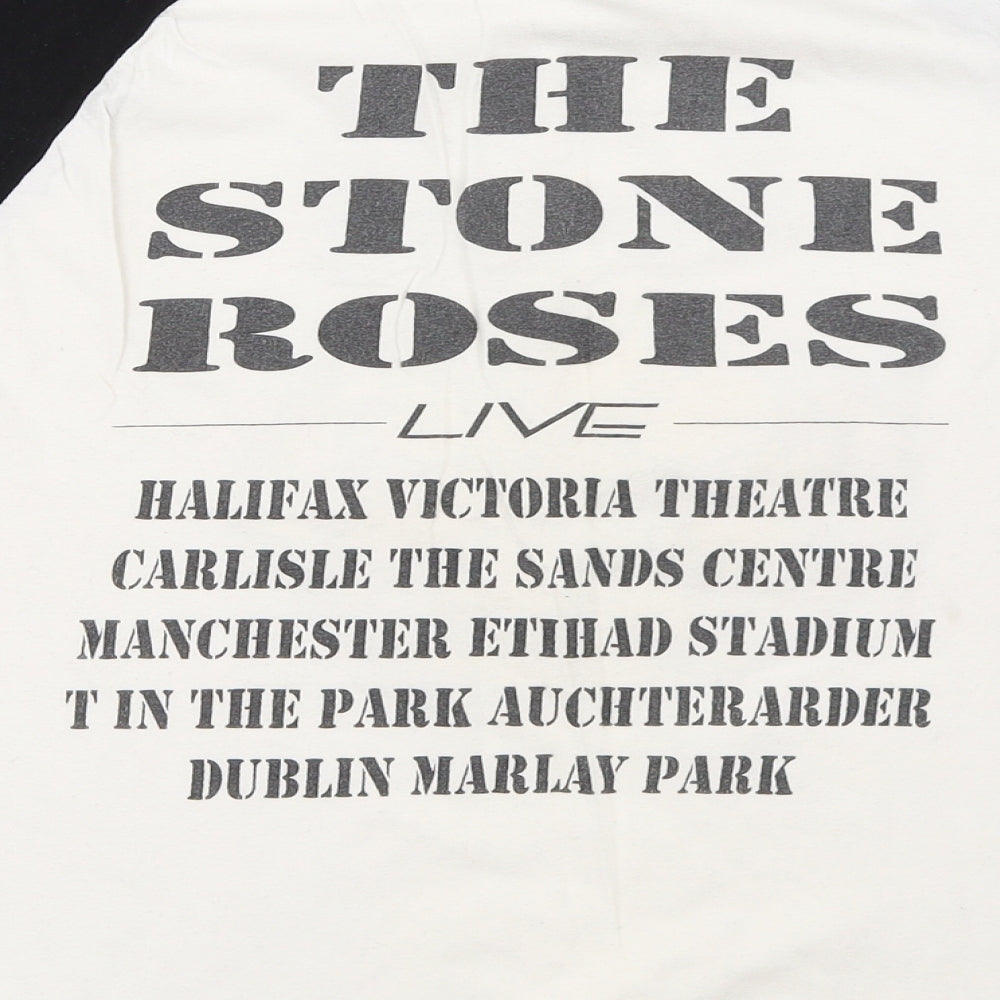 THE
STONE
ROSES
LIVE
HALIFAX VICTORIA THEATRE
CARLISLE THE SANDS CENTRE
MANCHESTER ETIHAD STADIUM
T IN THE PARK AUCHTERARDER
DUBLIN MARLAY PARK